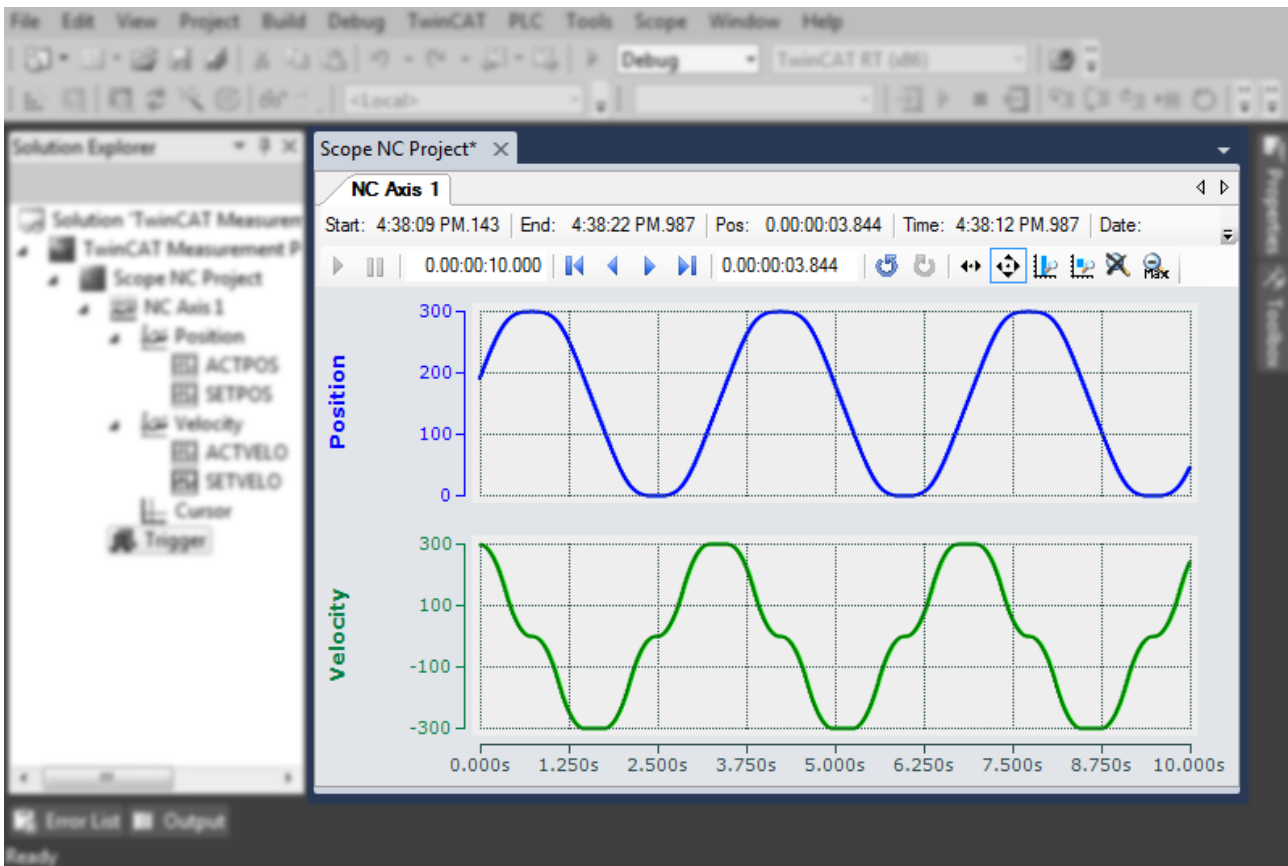 File Edit View Project Build Debug TwinCAT PLC Tools Scope Window Help
Debug TwinCAT RT (x86)
<Local>
Solution Explorer
Scope NC Project*
Properties
Toolbox
NC Axis 1
Start: 4:38:09 PM.143 End: 4:38:22 PM.987 Pos: 0.00:00:03.844 Time: 4:38:12 PM.987 Date:
0.00:00:10.000 0.00:00:03.844 Max
Solution 'TwinCAT Measurem
TwinCAT Measurement P
Scope NC Project
NC Axis 1
Position
ACTPOS
SETPOS
Velocity
ACTVELO
SETVELO
Cursor
Trigger
Position
300
200
100
0
Velocity
300
100
-100
-300
0.000s 1.250s 2.500s 3.750s 5.000s 6.250s 7.500s 8.750s 10.000s
Error List Output
Ready